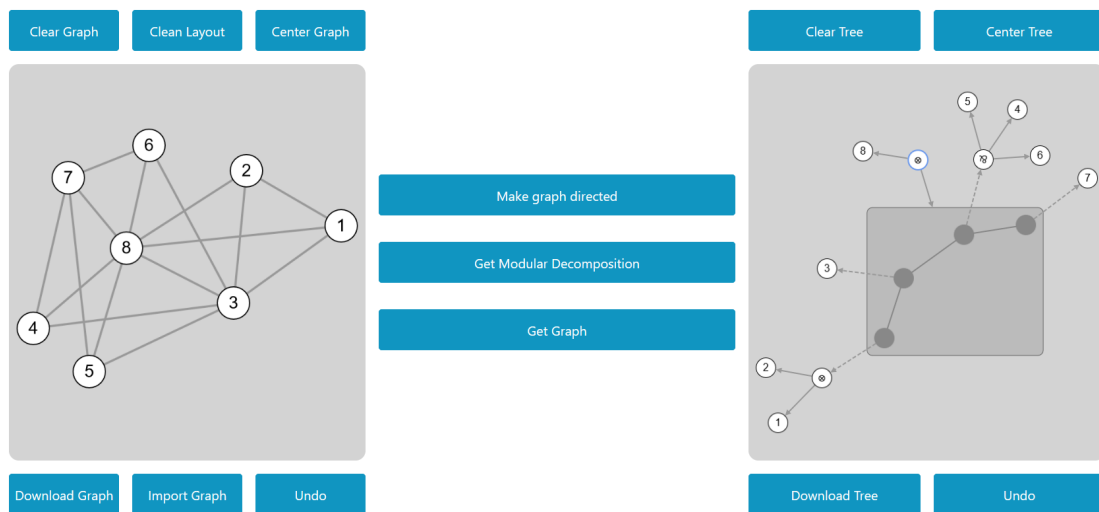 Clear Graph
Clean Layout
Center Graph
Clear Tree
Center Tree
6
7
2
1
8
3
4
5
Make graph directed
Get Modular Decomposition
Get Graph
5
4
8
⊗
⅋
6
7
3
2
⊗
1
Download Graph
Import Graph
Undo
Download Tree
Undo